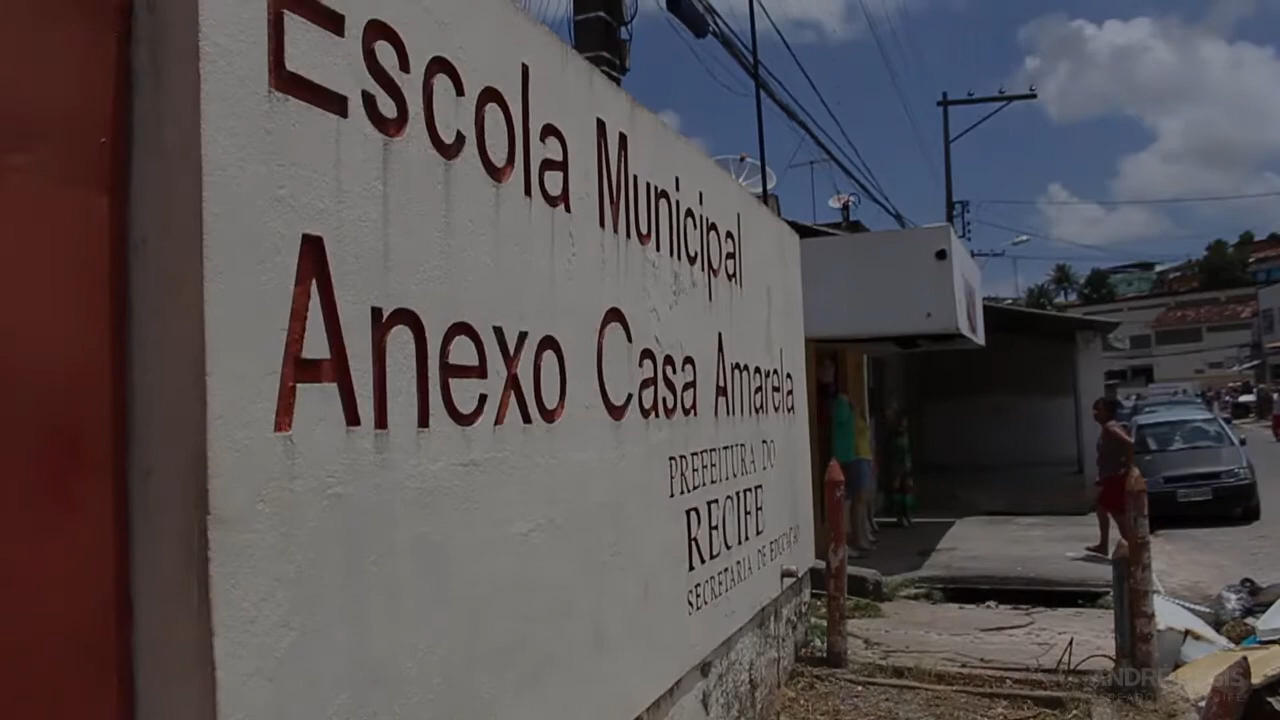 Escola Municipal
Anexo Casa Amarela
PREFEITURA DO
RECIFE
SECRETARIA DE EDUCAÇÃO